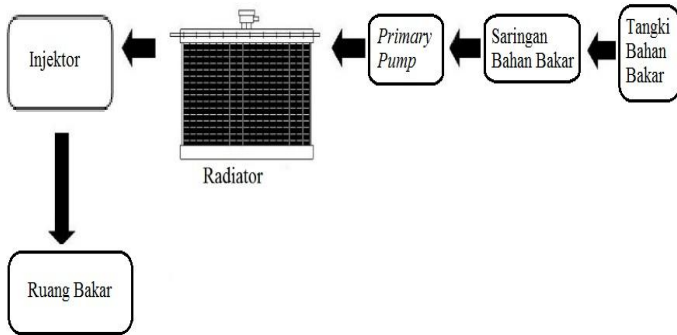 Injektor
Radiator
Primary
Pump
Saringan
Bahan Bakar
Tangki
Bahan
Bakar
Ruang Bakar